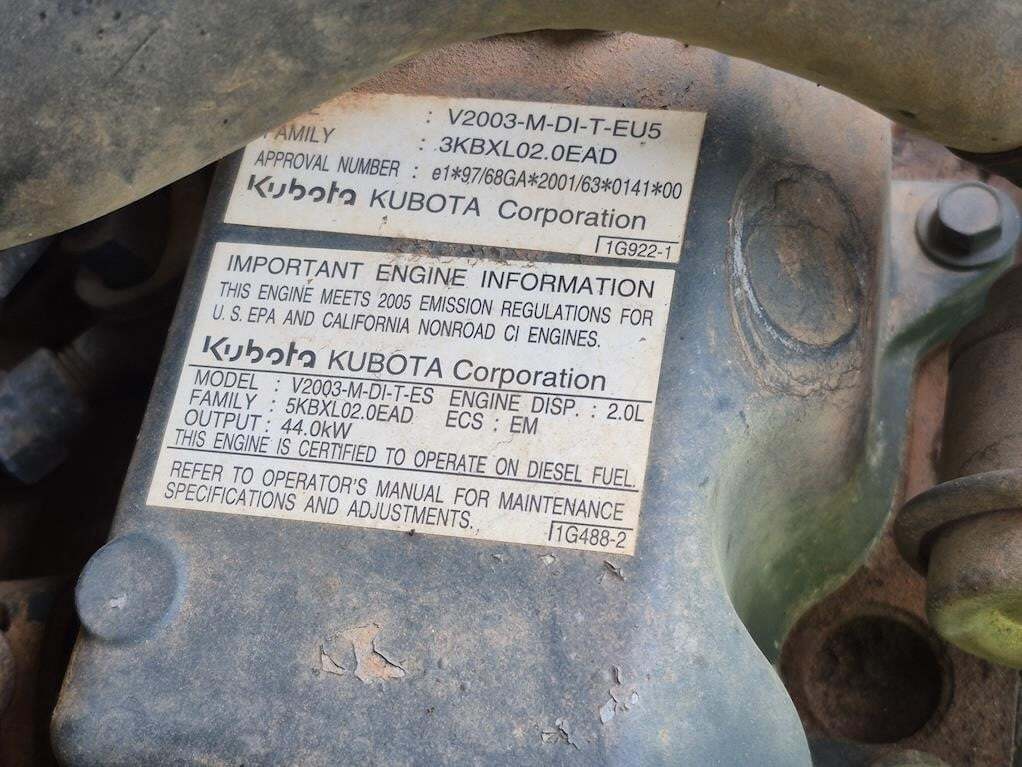 : V2003-M-DI-T-EU5
FAMILY : 3KBXL02.0EAD
APPROVAL NUMBER : e1*97/68GA*2001/63*0141*00
Kubota KUBOTA Corporation
1G922-1
IMPORTANT ENGINE INFORMATION
THIS ENGINE MEETS 2005 EMISSION REGULATIONS FOR
U.S. EPA AND CALIFORNIA NONROAD CI ENGINES.
Kubota KUBOTA Corporation
MODEL : V2003-M-DI-T-ES ENGINE DISP. : 2.0L
FAMILY : 5KBXL02.0EAD ECS : EM
OUTPUT : 44.0kW
THIS ENGINE IS CERTIFIED TO OPERATE ON DIESEL FUEL.
REFER TO OPERATOR'S MANUAL FOR MAINTENANCE
SPECIFICATIONS AND ADJUSTMENTS.
1G488-2